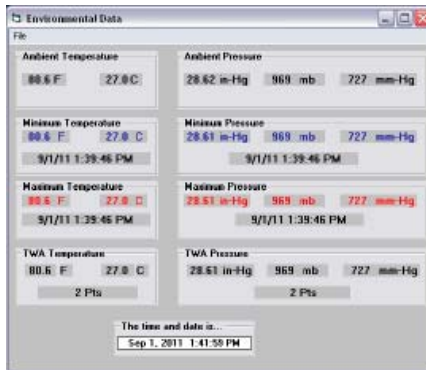 Environmental Data
File
Ambient Temperature
80.6 F 27.0 C
Ambient Pressure
28.62 in-Hg 969 mb 727 mm-Hg
Minimum Temperature
80.6 F 27.0 C
9/1/11 1:39:46 PM
Minimum Pressure
28.61 in-Hg 969 mb 727 mm-Hg
9/1/11 1:39:46 PM
Maximum Temperature
80.6 F 27.0 C
9/1/11 1:39:46 PM
Maximum Pressure
28.61 in-Hg 969 mb 727 mm-Hg
9/1/11 1:39:46 PM
TWA Temperature
80.6 F 27.0 C
2 Pts
TWA Pressure
28.61 in-Hg 969 mb 727 mm-Hg
2 Pts
The time and date is...
Sep 1, 2011 1:41:59 PM